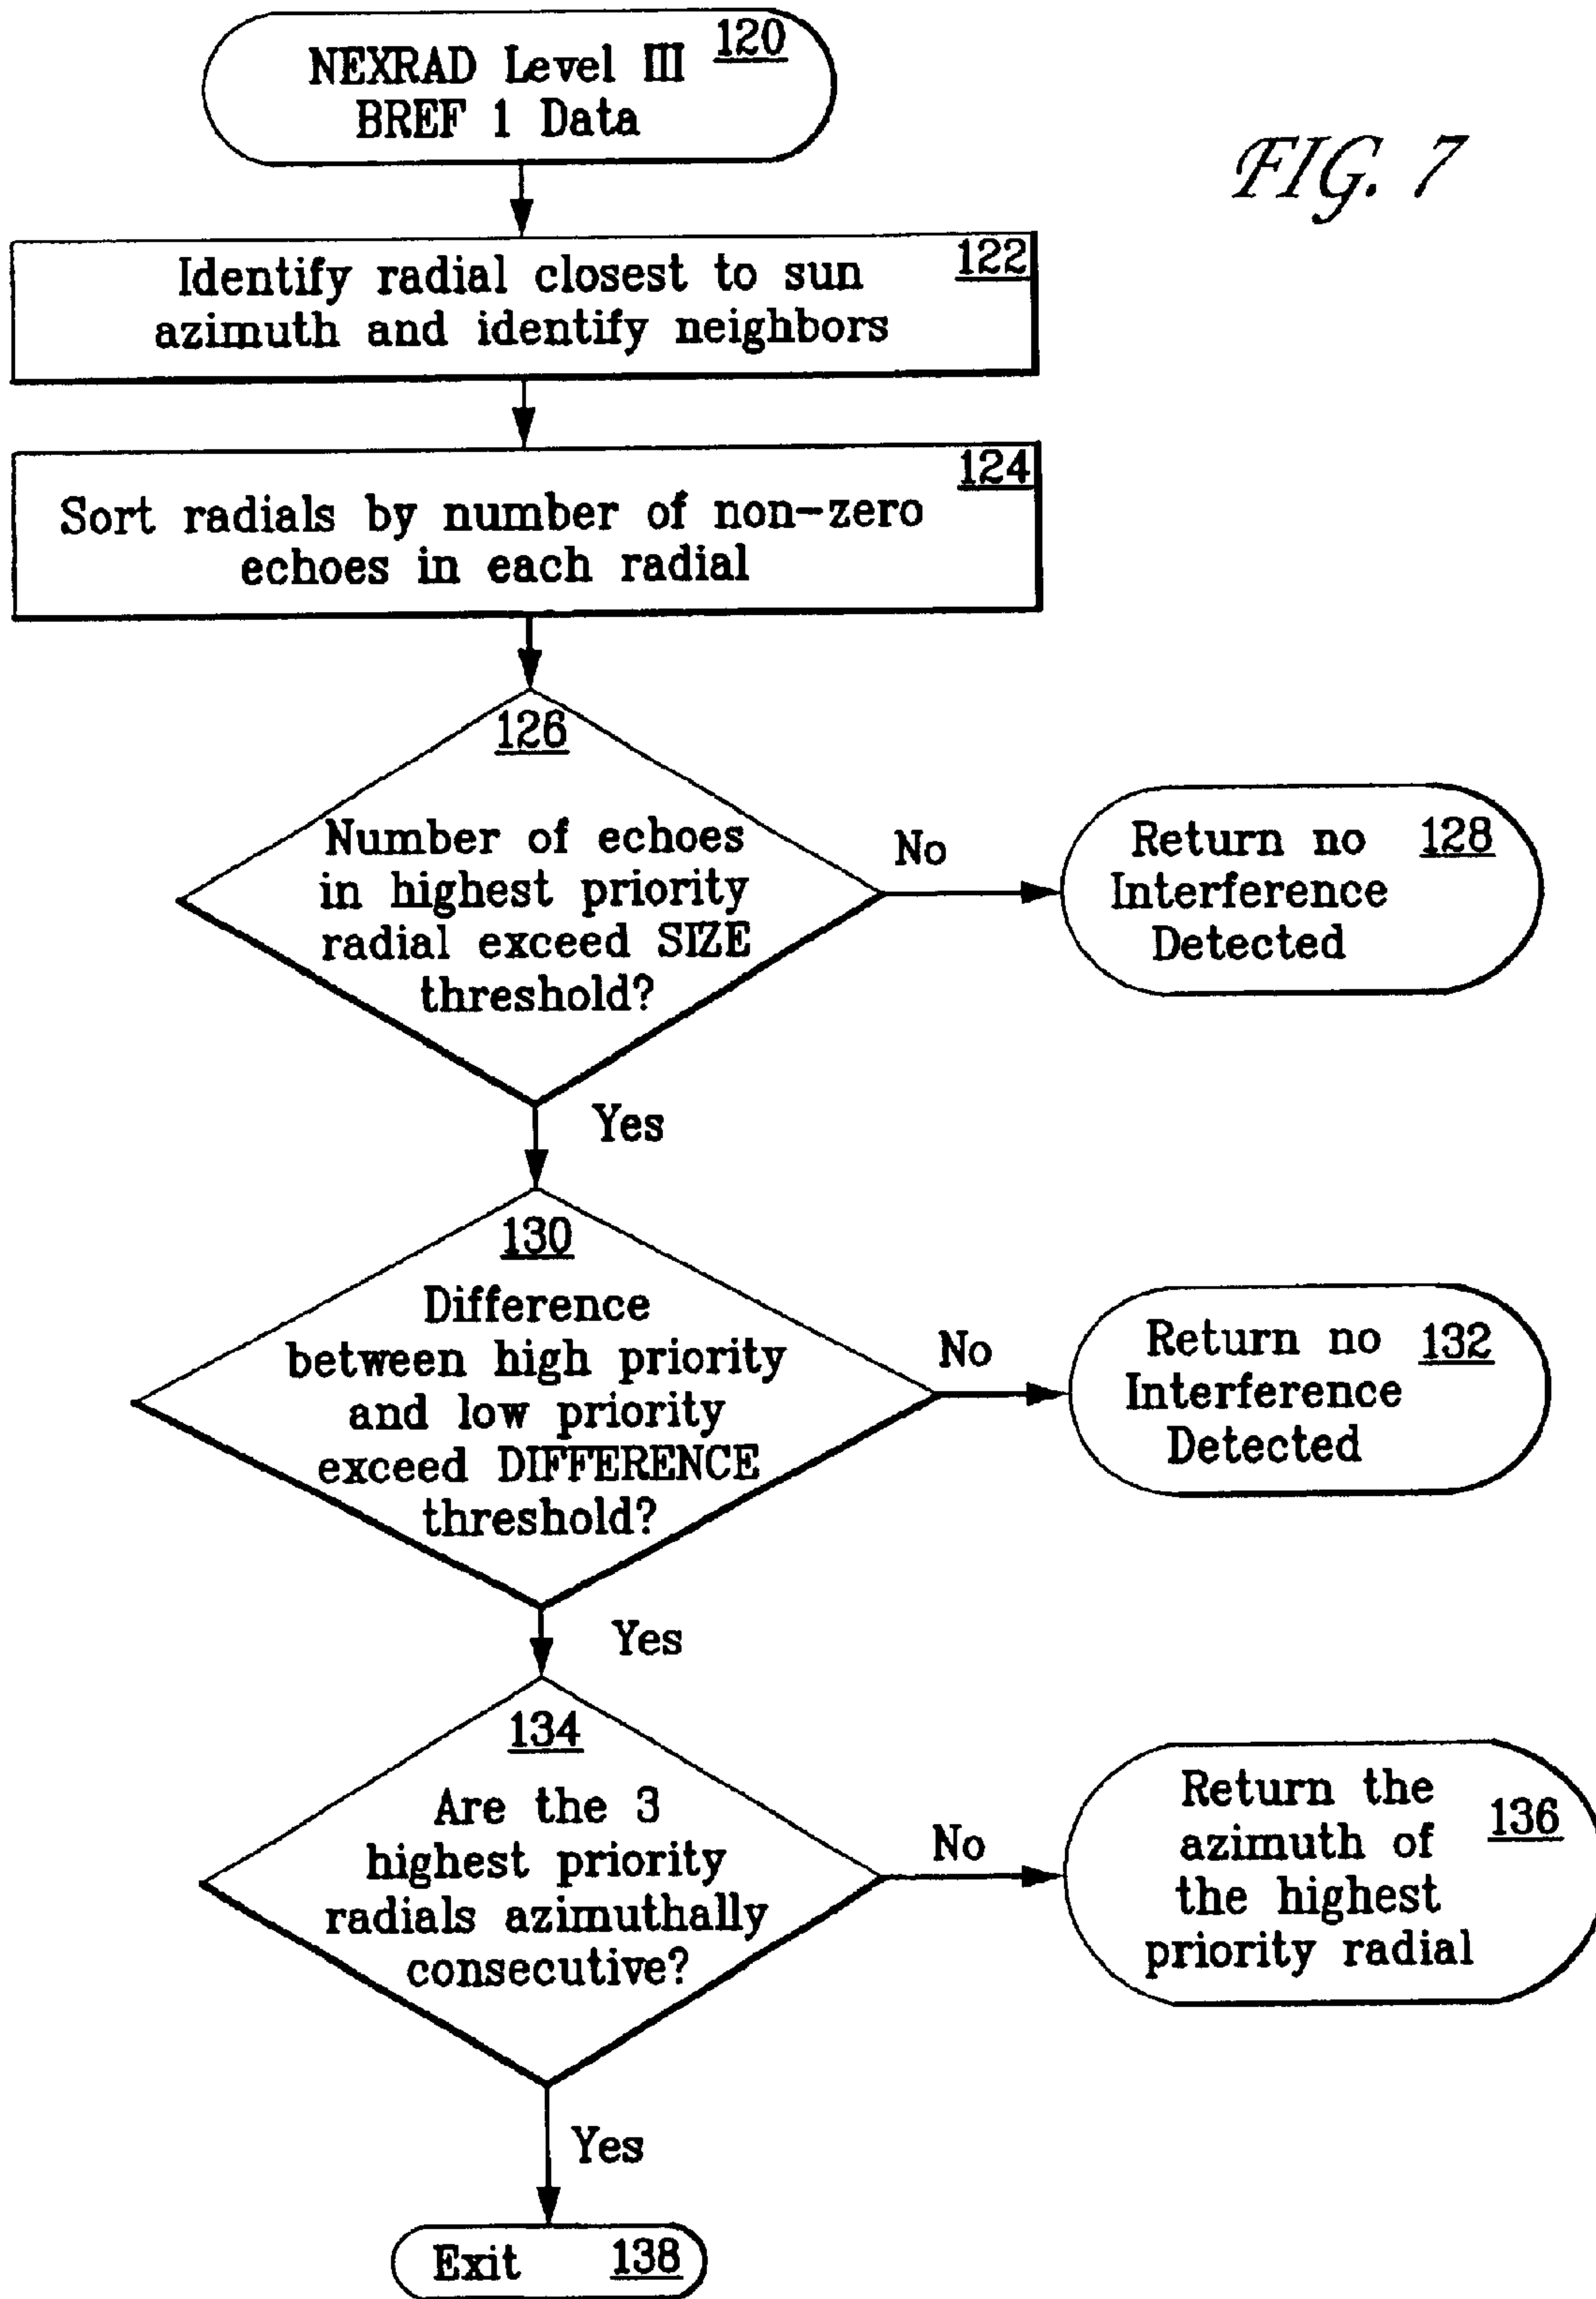 NEXRAD Level III 120
BREF 1 Data
FIG. 7
Identify radial closest to sun 122
azimuth and identify neighbors
124
Sort radials by number of non-zero
echoes in each radial
126
Number of echoes
in highest priority
radial exceed SIZE
threshold?
No
Return no 128
Interference
Detected
Yes
130
Difference
between high priority
and low priority
exceed DIFFERENCE
threshold?
No
Return no 132
Interference
Detected
Yes
134
Are the 3
highest priority
radials azimuthally
consecutive?
No
Return the
azimuth of 136
the highest
priority radial
Yes
Exit 138